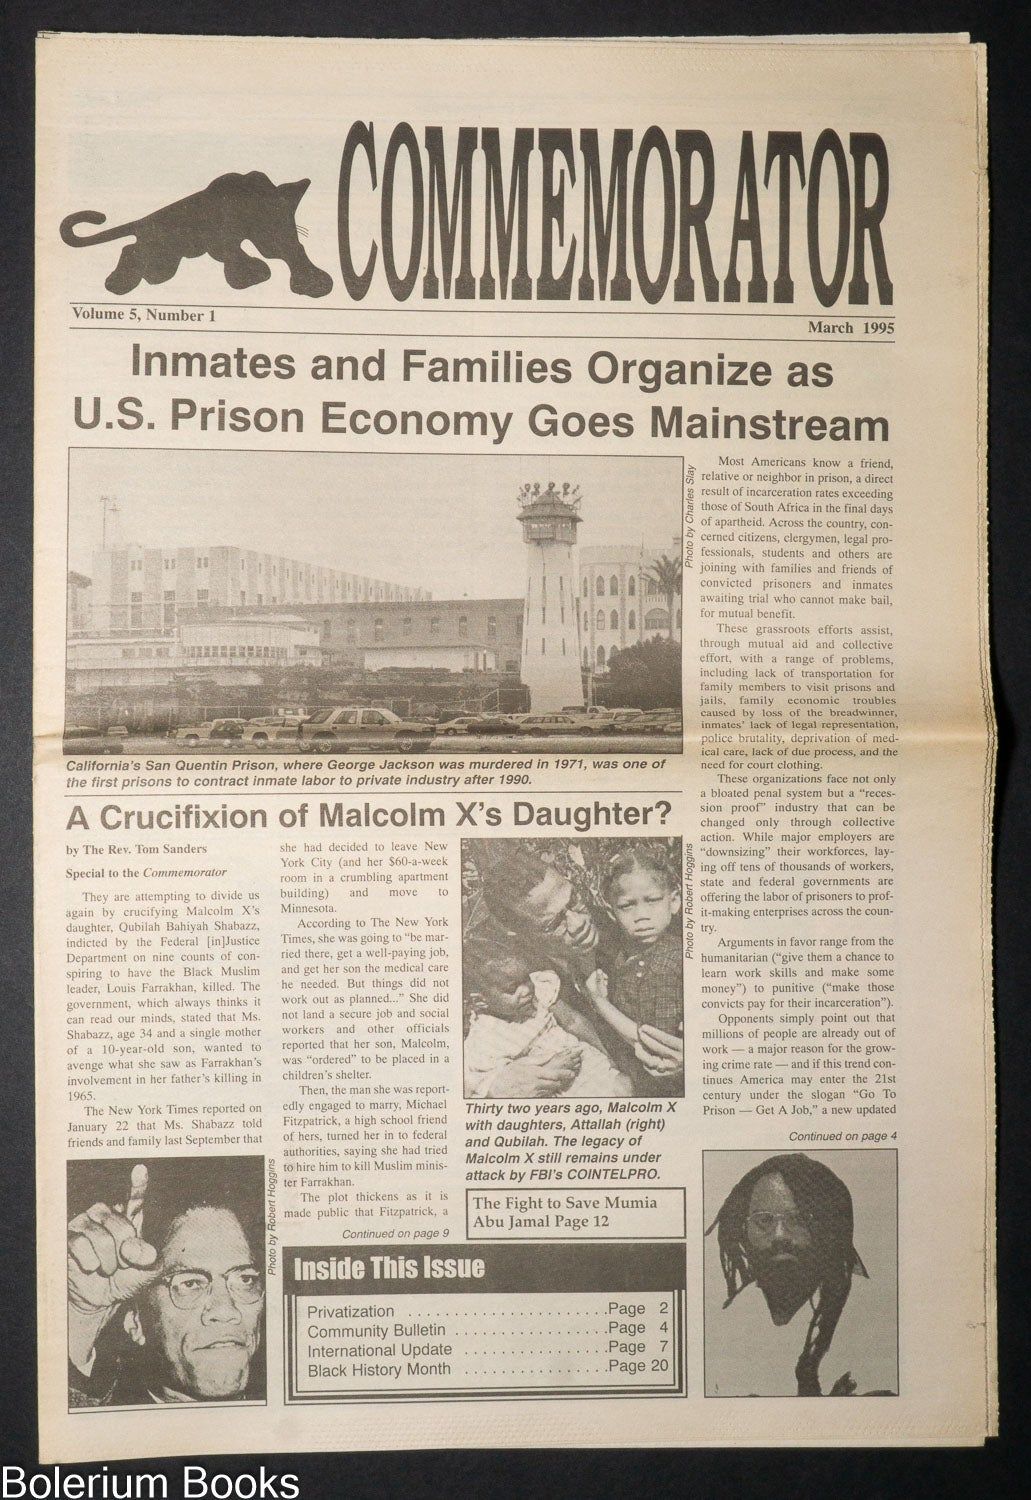 COMMEMORATOR
Volume 5, Number 1
March 1995
Inmates and Families Organize as
U.S. Prison Economy Goes Mainstream
Photo by Charles Slay
California's San Quentin Prison, where George Jackson was murdered in 1971, was one of
the first prisons to contract inmate labor to private industry after 1990.
Most Americans know a friend,
relative or neighbor in prison, a direct
result of incarceration rates exceeding
those of South Africa in the final days
of apartheid. Across the country, con-
cerned citizens, clergymen, legal pro-
fessionals, students and others are
joining with families and friends of
convicted prisoners and inmates
awaiting trial who cannot make bail,
for mutual benefit.
These grassroots efforts assist,
through mutual aid and collective
effort, with a range of problems,
including lack of transportation for
family members to visit prisons and
jails, family economic troubles
caused by loss of the breadwinner,
inmates' lack of legal representation,
police brutality, deprivation of med-
ical care, lack of due process, and the
need for court clothing.
These organizations face not only
a bloated penal system but a "reces-
sion proof" industry that can be
changed only through collective
action. While major employers are
"downsizing" their workforces, lay-
ing off tens of thousands of workers,
state and federal governments are
offering the labor of prisoners to prof-
it-making enterprises across the coun-
try.
Arguments in favor range from the
humanitarian ("give them a chance to
learn work skills and make some
money") to punitive ("make those
convicts pay for their incarceration").
Opponents simply point out that
millions of people are already out of
work — a major reason for the grow-
ing crime rate — and if this trend con-
tinues America may enter the 21st
century under the slogan "Go To
Prison — Get A Job," a new updated
Continued on page 4
A Crucifixion of Malcolm X's Daughter?
by The Rev. Tom Sanders
Special to the Commemorator
They are attempting to divide us
again by crucifying Malcolm X's
daughter, Qubilah Bahiyah Shabazz,
indicted by the Federal [in]Justice
Department on nine counts of con-
spiring to have the Black Muslim
leader, Louis Farrakhan, killed. The
government, which always thinks it
can read our minds, stated that Ms.
Shabazz, age 34 and a single mother
of a 10-year-old son, wanted to
avenge what she saw as Farrakhan's
involvement in her father's killing in
1965.
The New York Times reported on
January 22 that Ms. Shabazz told
friends and family last September that
she had decided to leave New
York City (and her $60-a-week
room in a crumbling apartment
building) and move to
Minnesota.
According to The New York
Times, she was going to "be mar-
ried there, get a well-paying job,
and get her son the medical care
he needed. But things did not
work out as planned..." She did
not land a secure job and social
workers and other officials
reported that her son, Malcolm,
was "ordered" to be placed in a
children's shelter.
Then, the man she was report-
edly engaged to marry, Michael
Fitzpatrick, a high school friend
of hers, turned her in to federal
authorities, saying she had tried
to hire him to kill Muslim minis-
ter Farrakhan.
The plot thickens as it is
made public that Fitzpatrick, a
Continued on page 9
Photo by Robert Hoggins
Thirty two years ago, Malcolm X
with daughters, Attallah (right)
and Qubilah. The legacy of
Malcolm X still remains under
attack by FBI's COINTELPRO.
The Fight to Save Mumia
Abu Jamal Page 12
Photo by Robert Hoggins
Inside This Issue
Privatization . . . . . . . . . . . . . . . . . . . . . . .Page 2
Community Bulletin . . . . . . . . . . . . . . . . .Page 4
International Update . . . . . . . . . . . . . . . .Page 7
Black History Month . . . . . . . . . . . . .Page 20
Bolerium Books